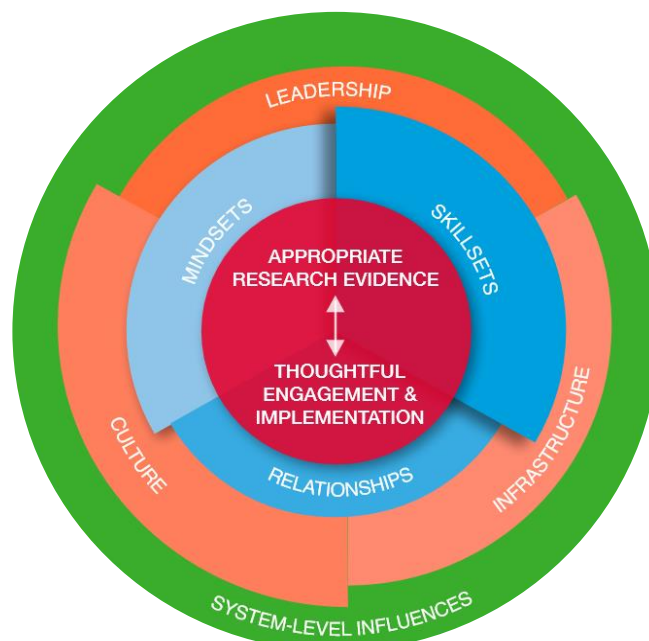 LEADERSHIP
MINDSETS
SKILLSETS
APPROPRIATE
RESEARCH EVIDENCE
THOUGHTFUL
ENGAGEMENT &
IMPLEMENTATION
CULTURE
RELATIONSHIPS
INFRASTRUCTURE
SYSTEM-LEVEL INFLUENCES